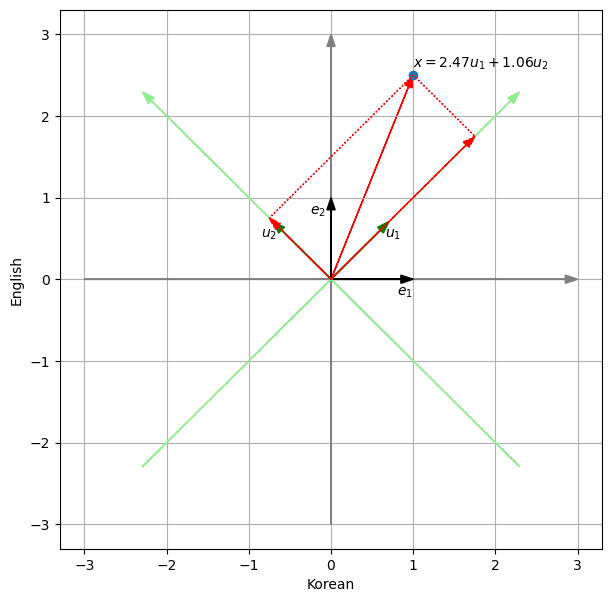 x = 2.47u₁ + 1.06u₂
3
2
1
0
−1
−2
−3
English
e₂
u₂
u₁
e₁
−3 −2 −1 0 1 2 3
Korean